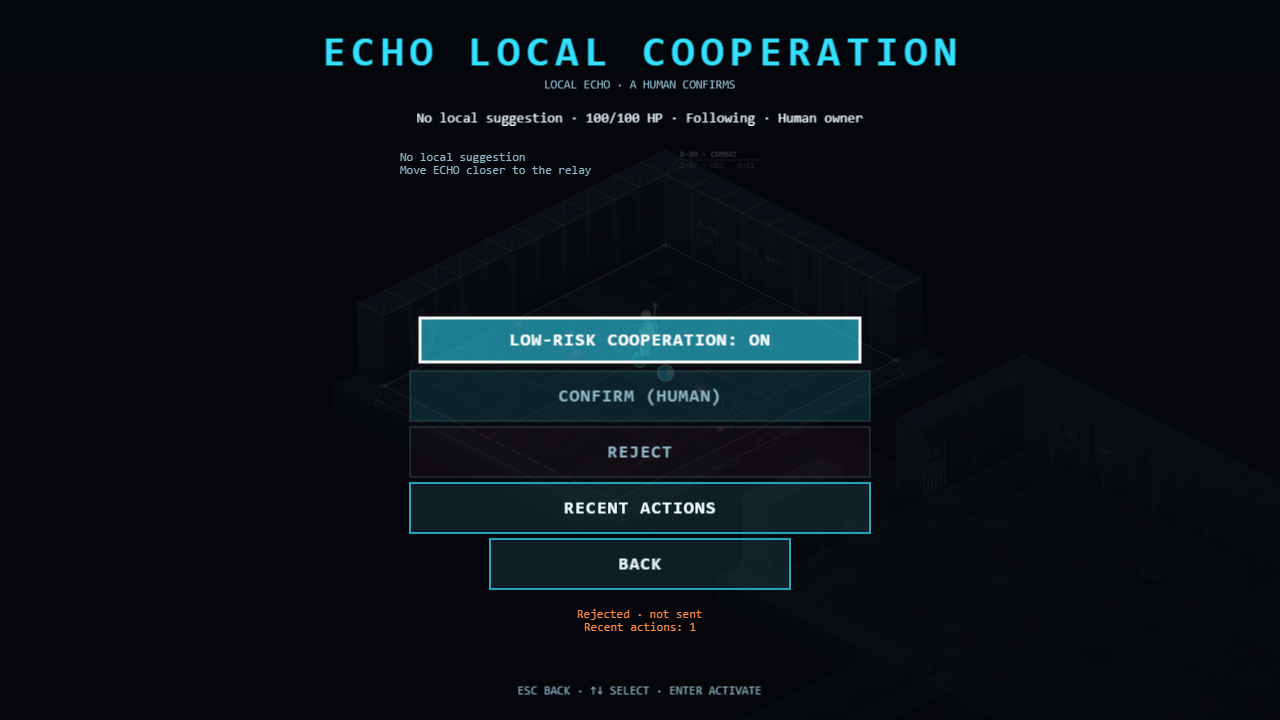 ECHO LOCAL COOPERATION
LOCAL ECHO · A HUMAN CONFIRMS
No local suggestion · 100/100 HP · Following · Human owner
No local suggestion
Move ECHO closer to the relay
R-00 · COMBAT
LOW-RISK COOPERATION: ON
CONFIRM (HUMAN)
REJECT
RECENT ACTIONS
BACK
Rejected · not sent
Recent actions: 1
ESC BACK · ↑↓ SELECT · ENTER ACTIVATE